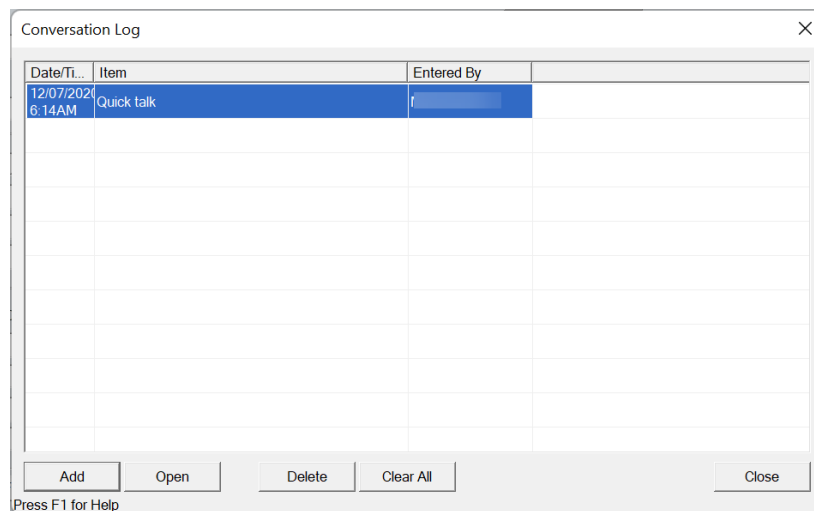 Conversation Log
Date/Ti... Item Entered By
12/07/2020 Quick talk
6:14AM
Add Open Delete Clear All Close
Press F1 for Help